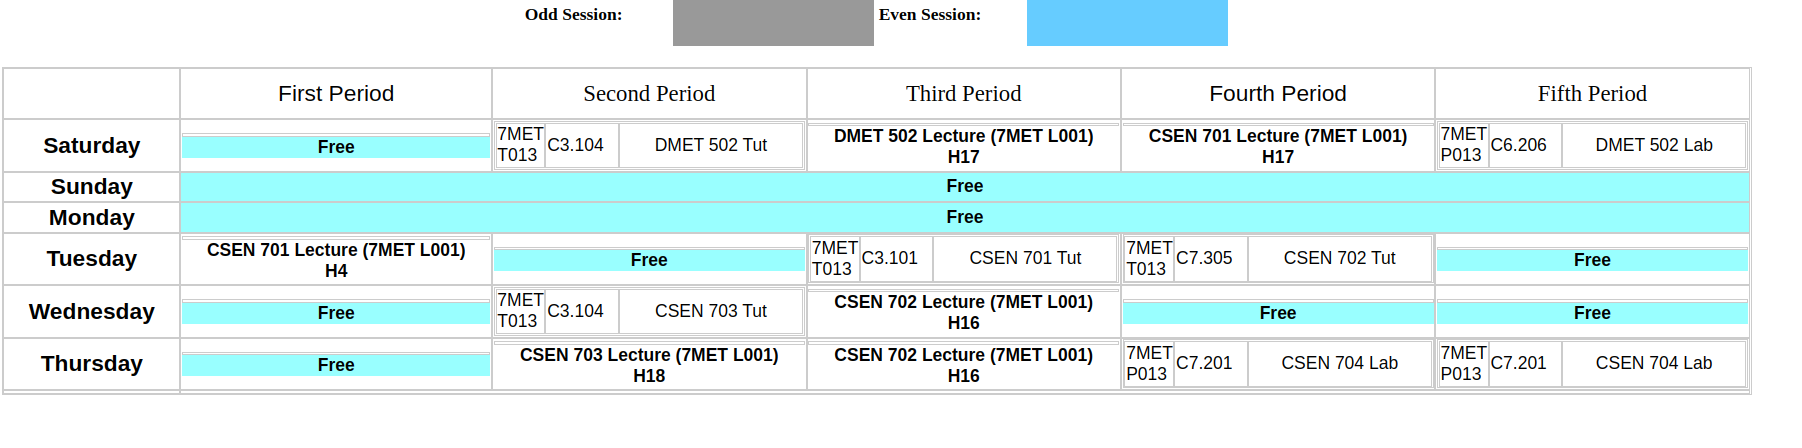 Odd Session: Even Session:
First Period Second Period Third Period Fourth Period Fifth Period
Saturday
Free
7MET T013 C3.104 DMET 502 Tut
DMET 502 Lecture (7MET L001)
H17
CSEN 701 Lecture (7MET L001)
H17
7MET P013 C6.206 DMET 502 Lab
Sunday Free
Monday Free
Tuesday
CSEN 701 Lecture (7MET L001)
H4
Free
7MET T013 C3.101 CSEN 701 Tut
7MET T013 C7.305 CSEN 702 Tut
Free
Wednesday
Free
7MET T013 C3.104 CSEN 703 Tut
CSEN 702 Lecture (7MET L001)
H16
Free
Free
Thursday
Free
CSEN 703 Lecture (7MET L001)
H18
CSEN 702 Lecture (7MET L001)
H16
7MET P013 C7.201 CSEN 704 Lab
7MET P013 C7.201 CSEN 704 Lab